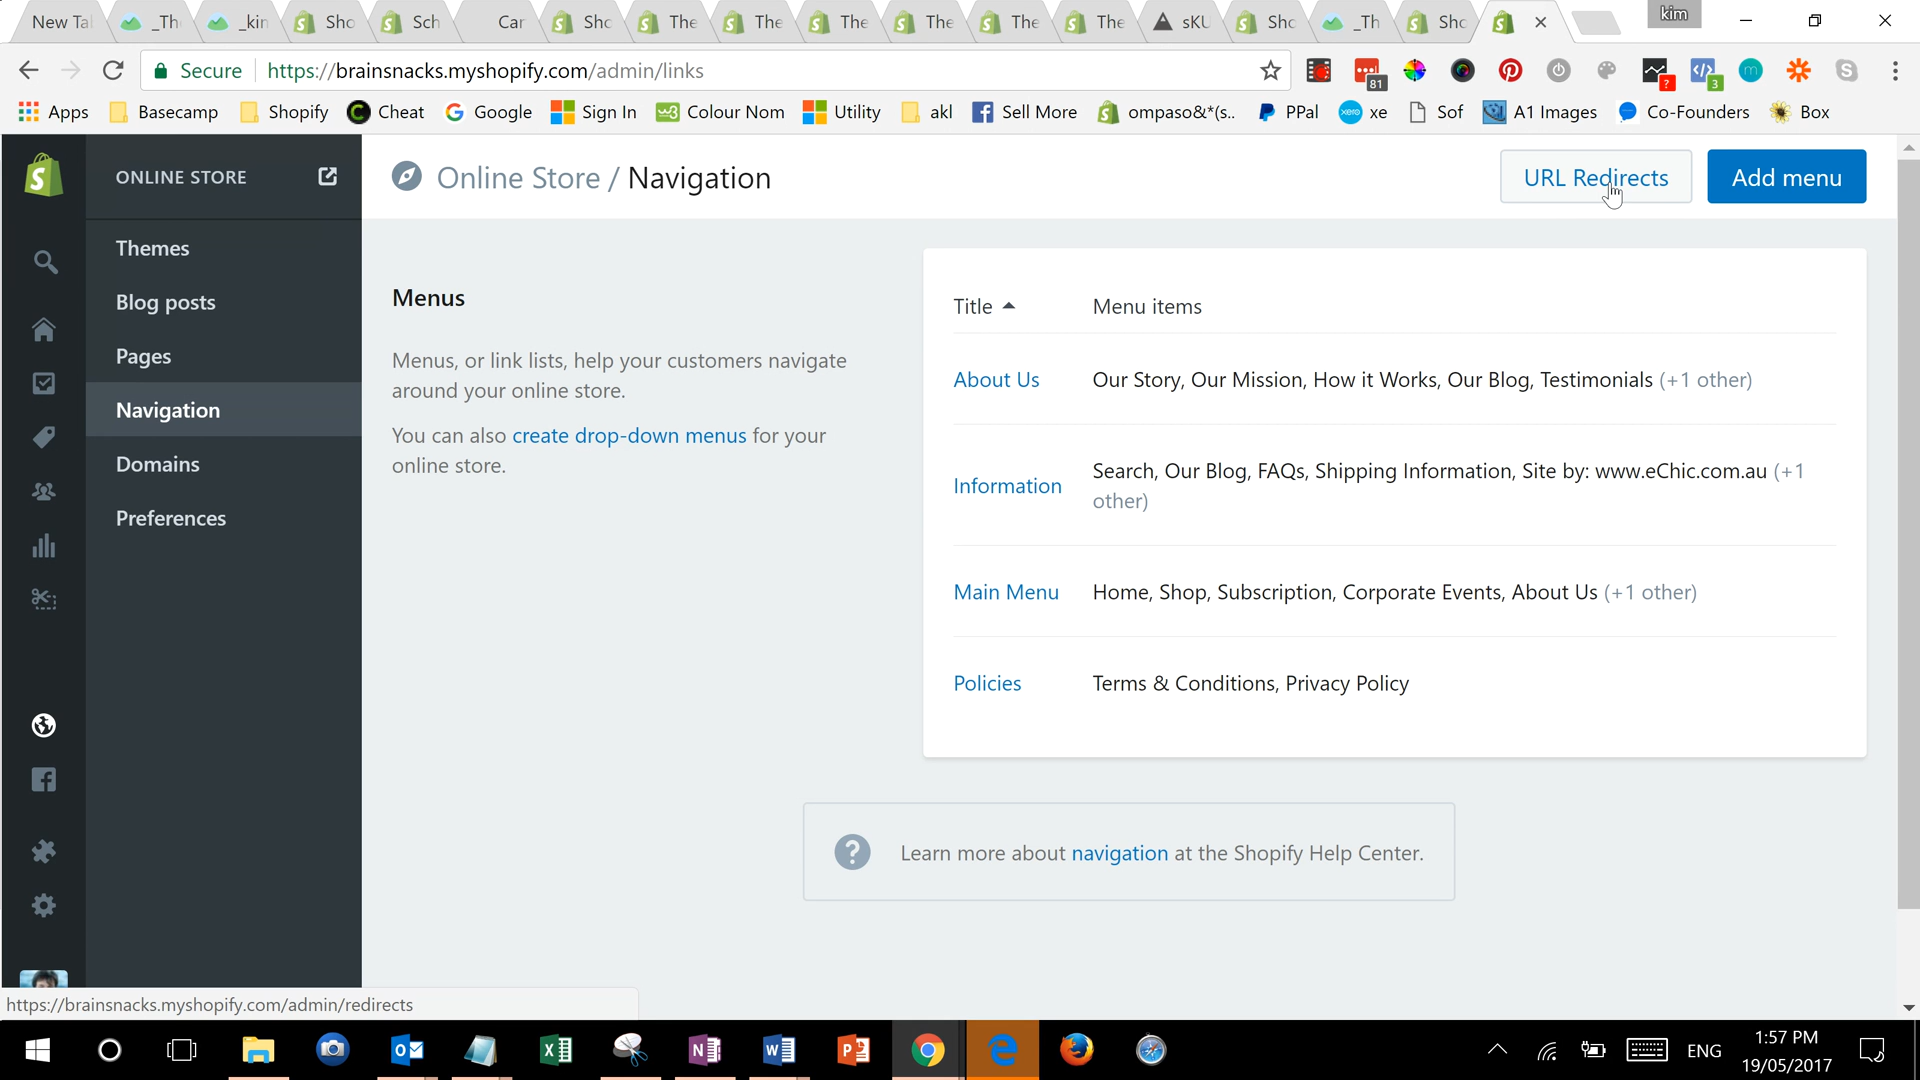 New Ta
_Th
_kin
Sho
Sch
Car
Sho
The
The
The
The
The
The
sKU
Sho
_Th
Sho
kim
Secure
https://brainsnacks.myshopify.com/admin/links
81
?
3
Apps
Basecamp
Shopify
Cheat
Google
Sign In
Colour Nom
Utility
akl
Sell More
ompaso&*(s..
PPal
xe
Sof
A1 Images
Co-Founders
Box
ONLINE STORE
Online Store / Navigation
URL Redirects
Add menu
Themes
Blog posts
Pages
Navigation
Domains
Preferences
Menus
Menus, or link lists, help your customers navigate
around your online store.
You can also create drop-down menus for your
online store.
Title
Menu items
About Us
Our Story, Our Mission, How it Works, Our Blog, Testimonials (+1 other)
Information
Search, Our Blog, FAQs, Shipping Information, Site by: www.eChic.com.au (+1
other)
Main Menu
Home, Shop, Subscription, Corporate Events, About Us (+1 other)
Policies
Terms & Conditions, Privacy Policy
?
Learn more about navigation at the Shopify Help Center.
https://brainsnacks.myshopify.com/admin/redirects
ENG
1:57 PM
19/05/2017